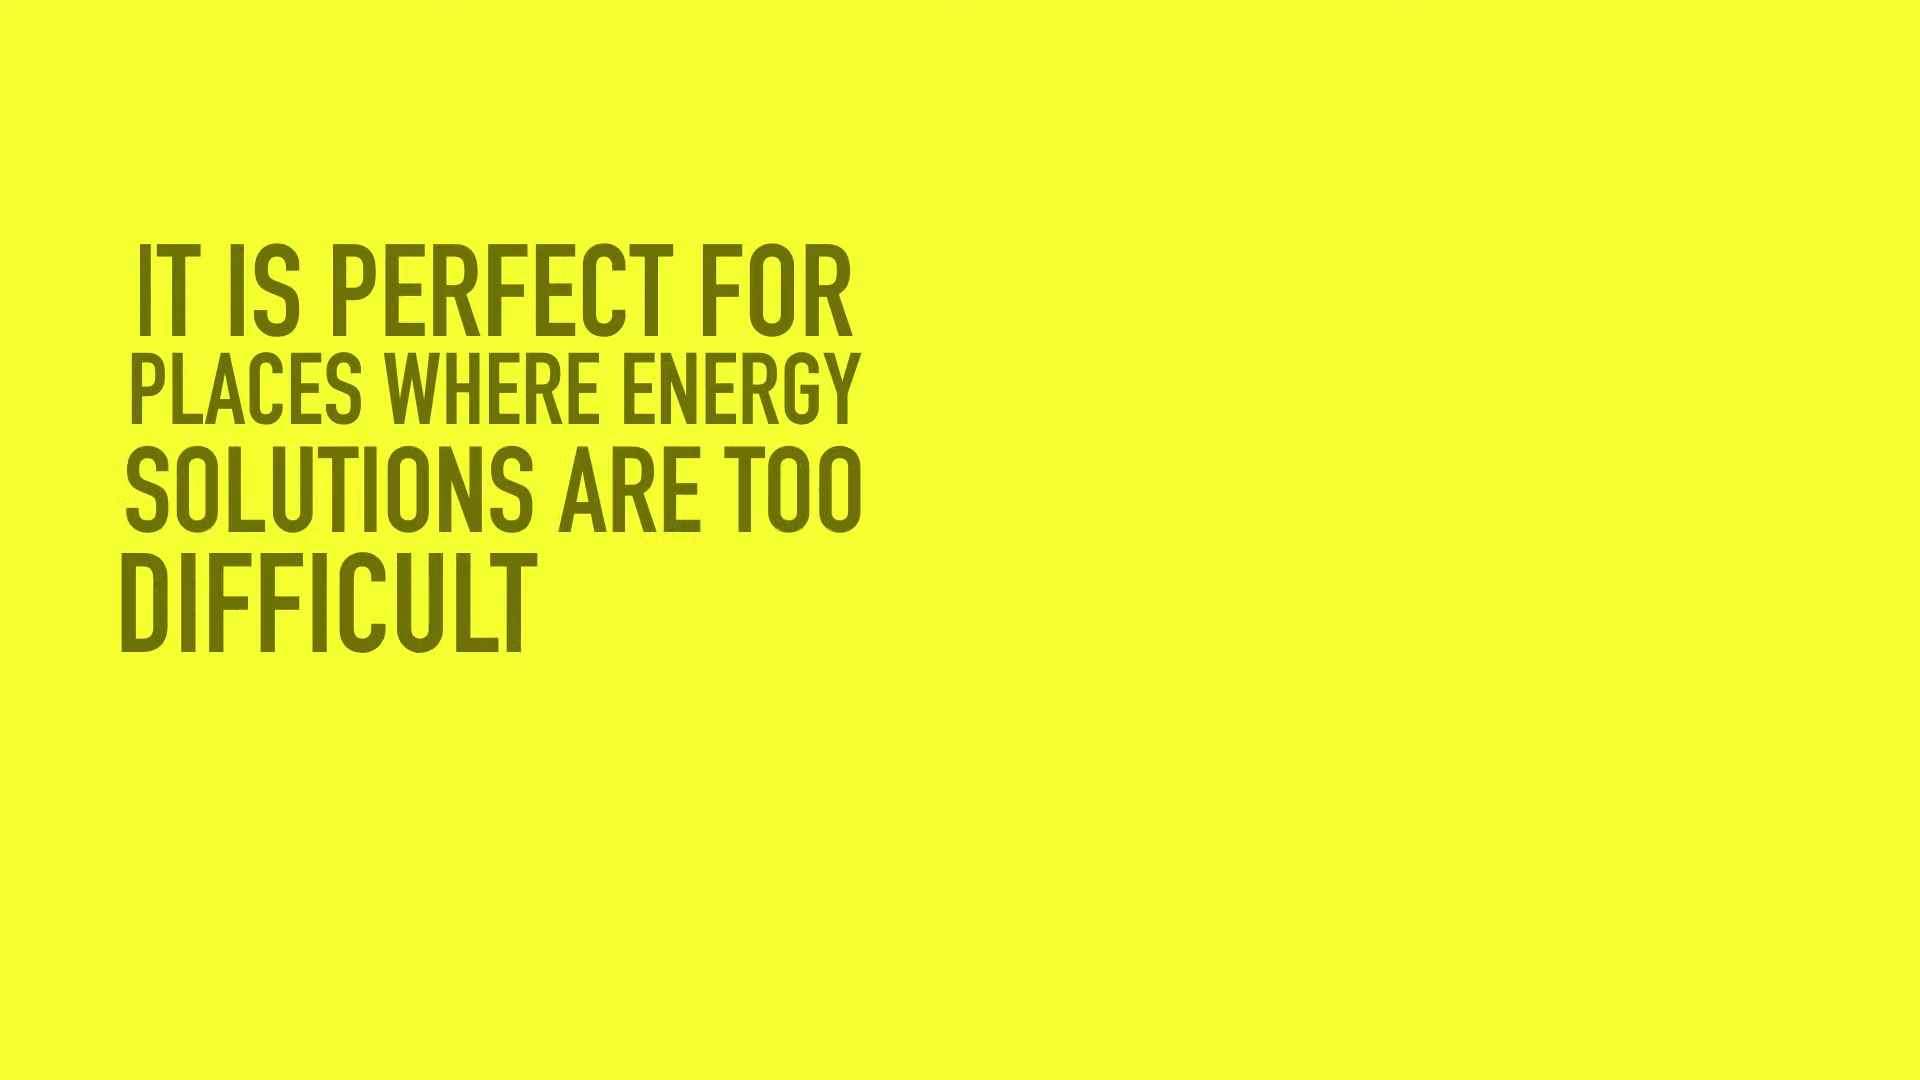 IT IS PERFECT FOR
PLACES WHERE ENERGY
SOLUTIONS ARE TOO
DIFFICULT